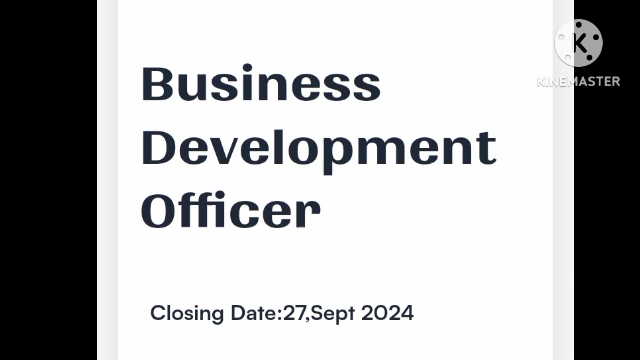 Business
Development
Officer
Closing Date:27,Sept 2024
KINEMASTER